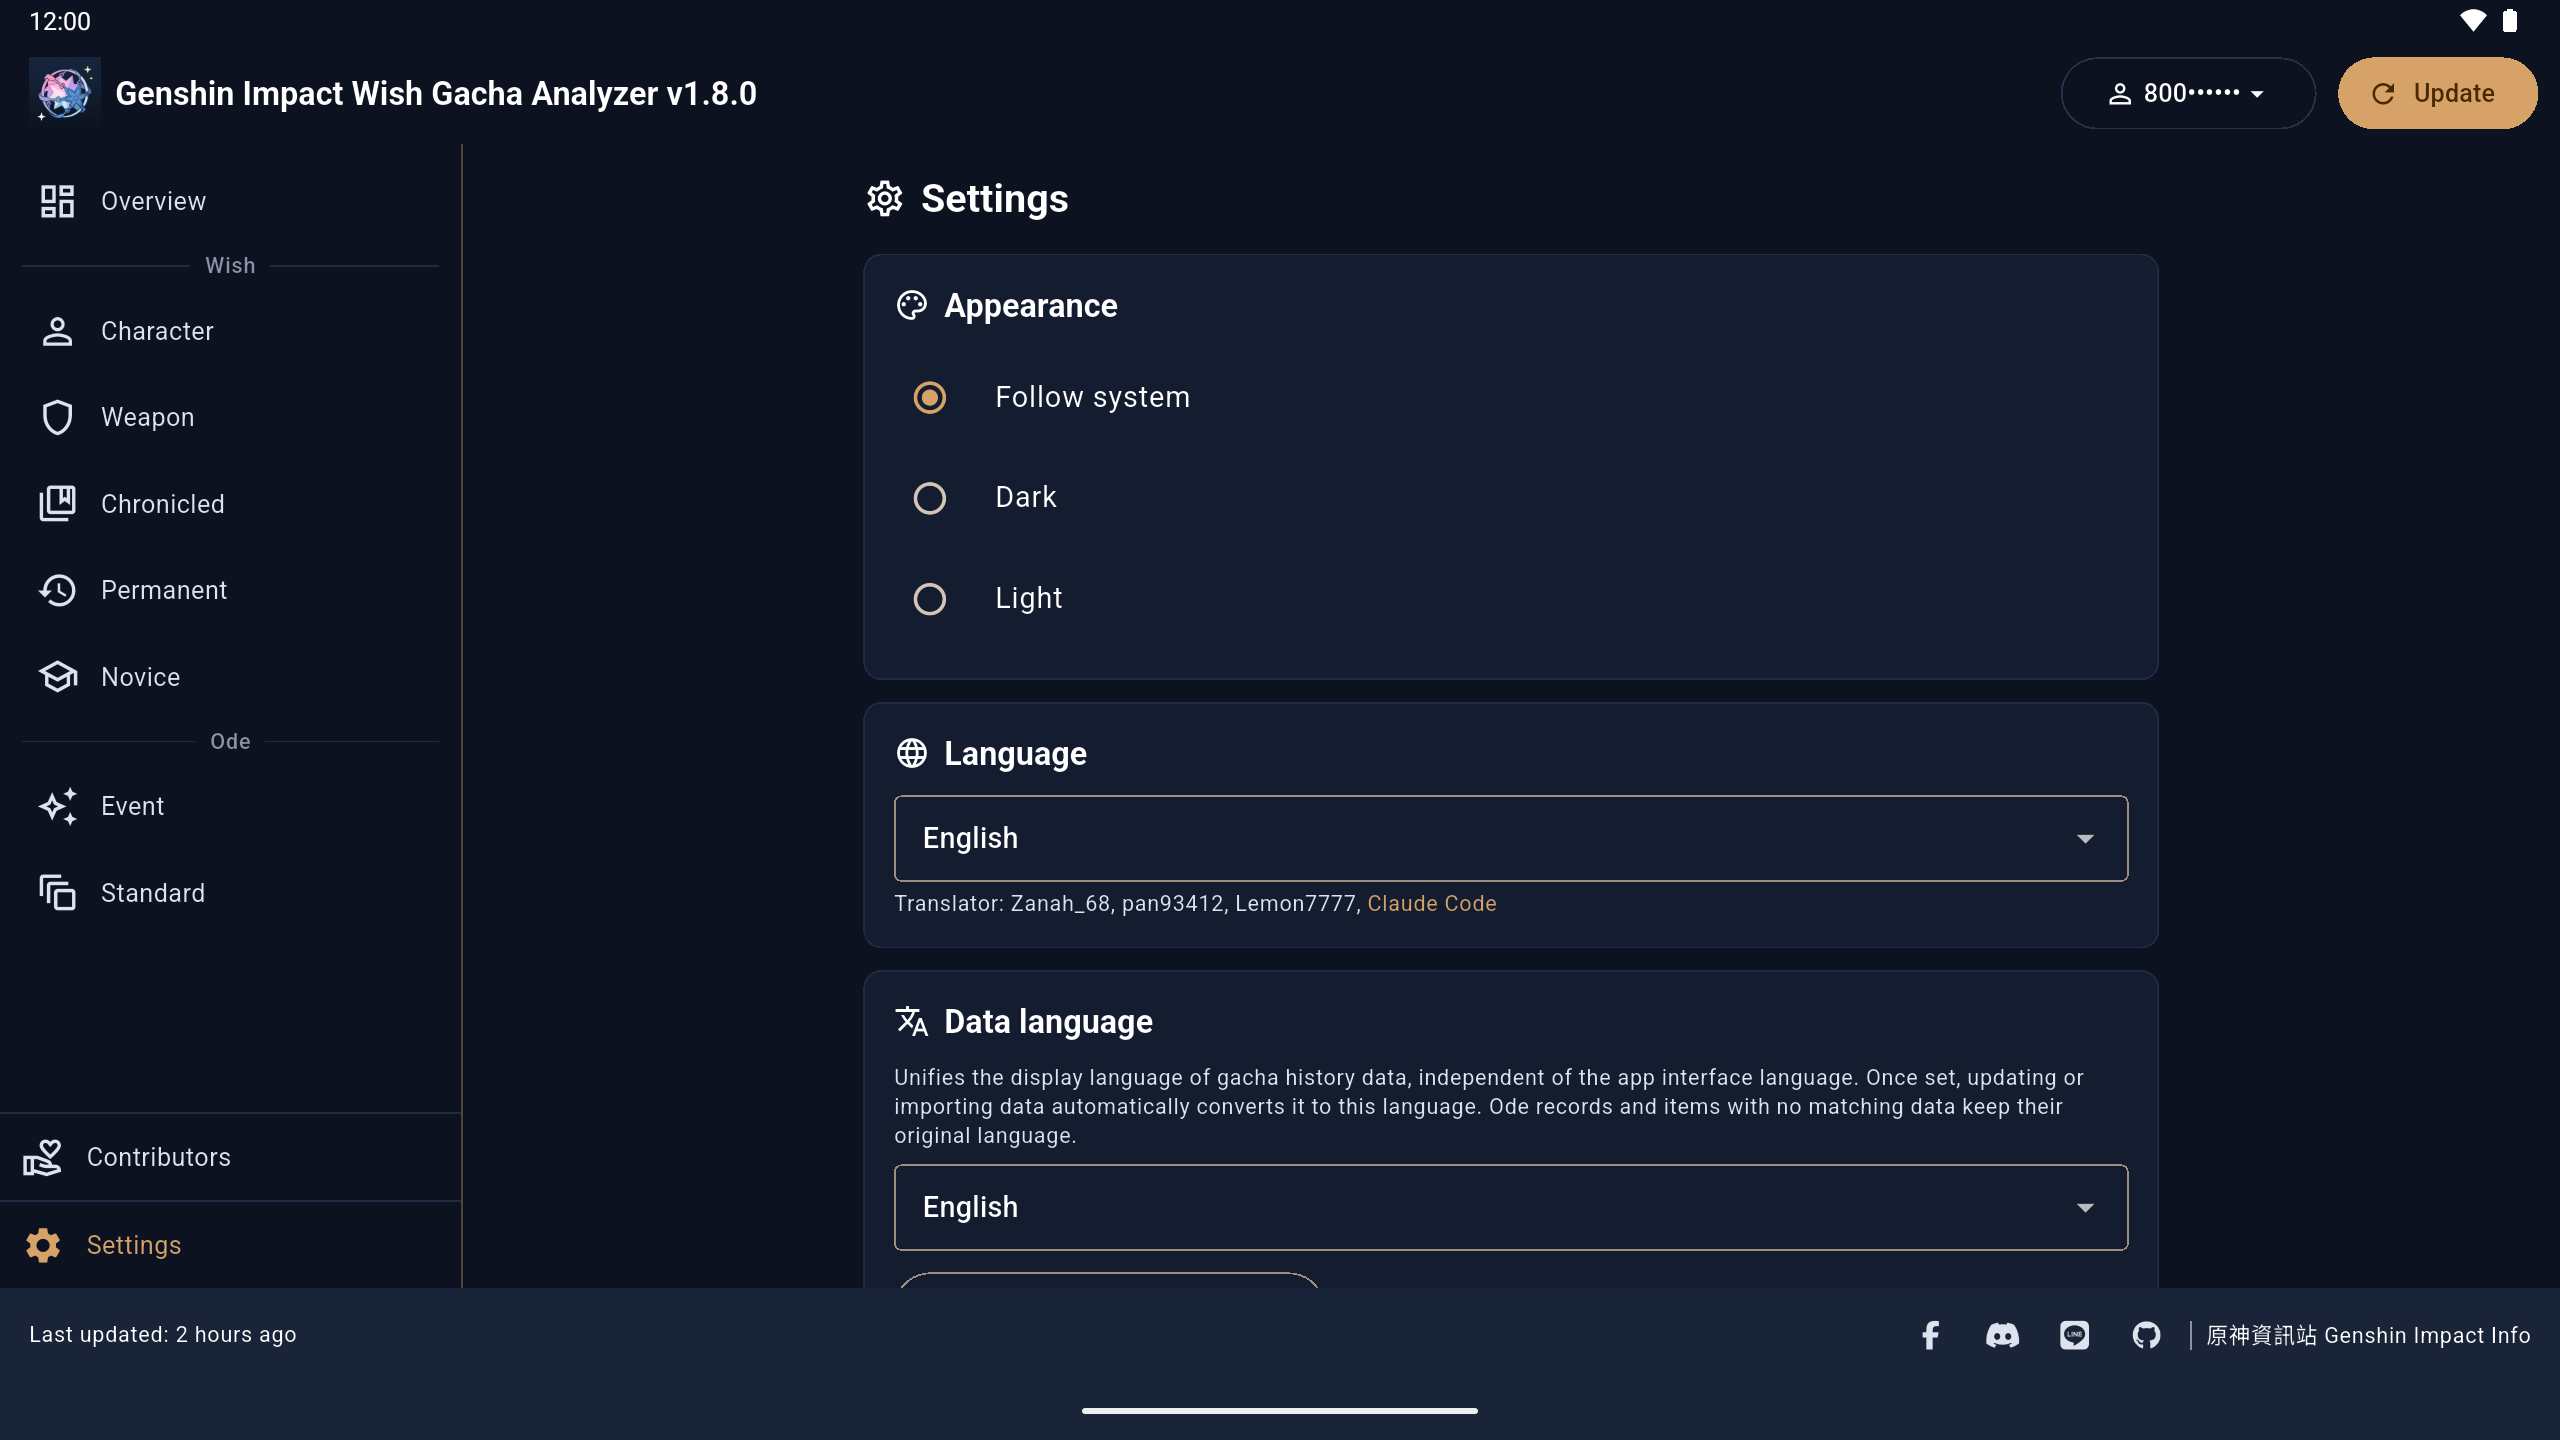 12:00
Genshin Impact Wish Gacha Analyzer v1.8.0
800••••••
Update
Overview
Wish
Character
Weapon
Chronicled
Permanent
Novice
Ode
Event
Standard
Contributors
Settings
Settings
Appearance
Follow system
Dark
Light
Language
English
Translator: Zanah_68, pan93412, Lemon7777, Claude Code
Data language
Unifies the display language of gacha history data, independent of the app interface language. Once set, updating or
importing data automatically converts it to this language. Ode records and items with no matching data keep their
original language.
English
Last updated: 2 hours ago
LINE
原神資訊站 Genshin Impact Info